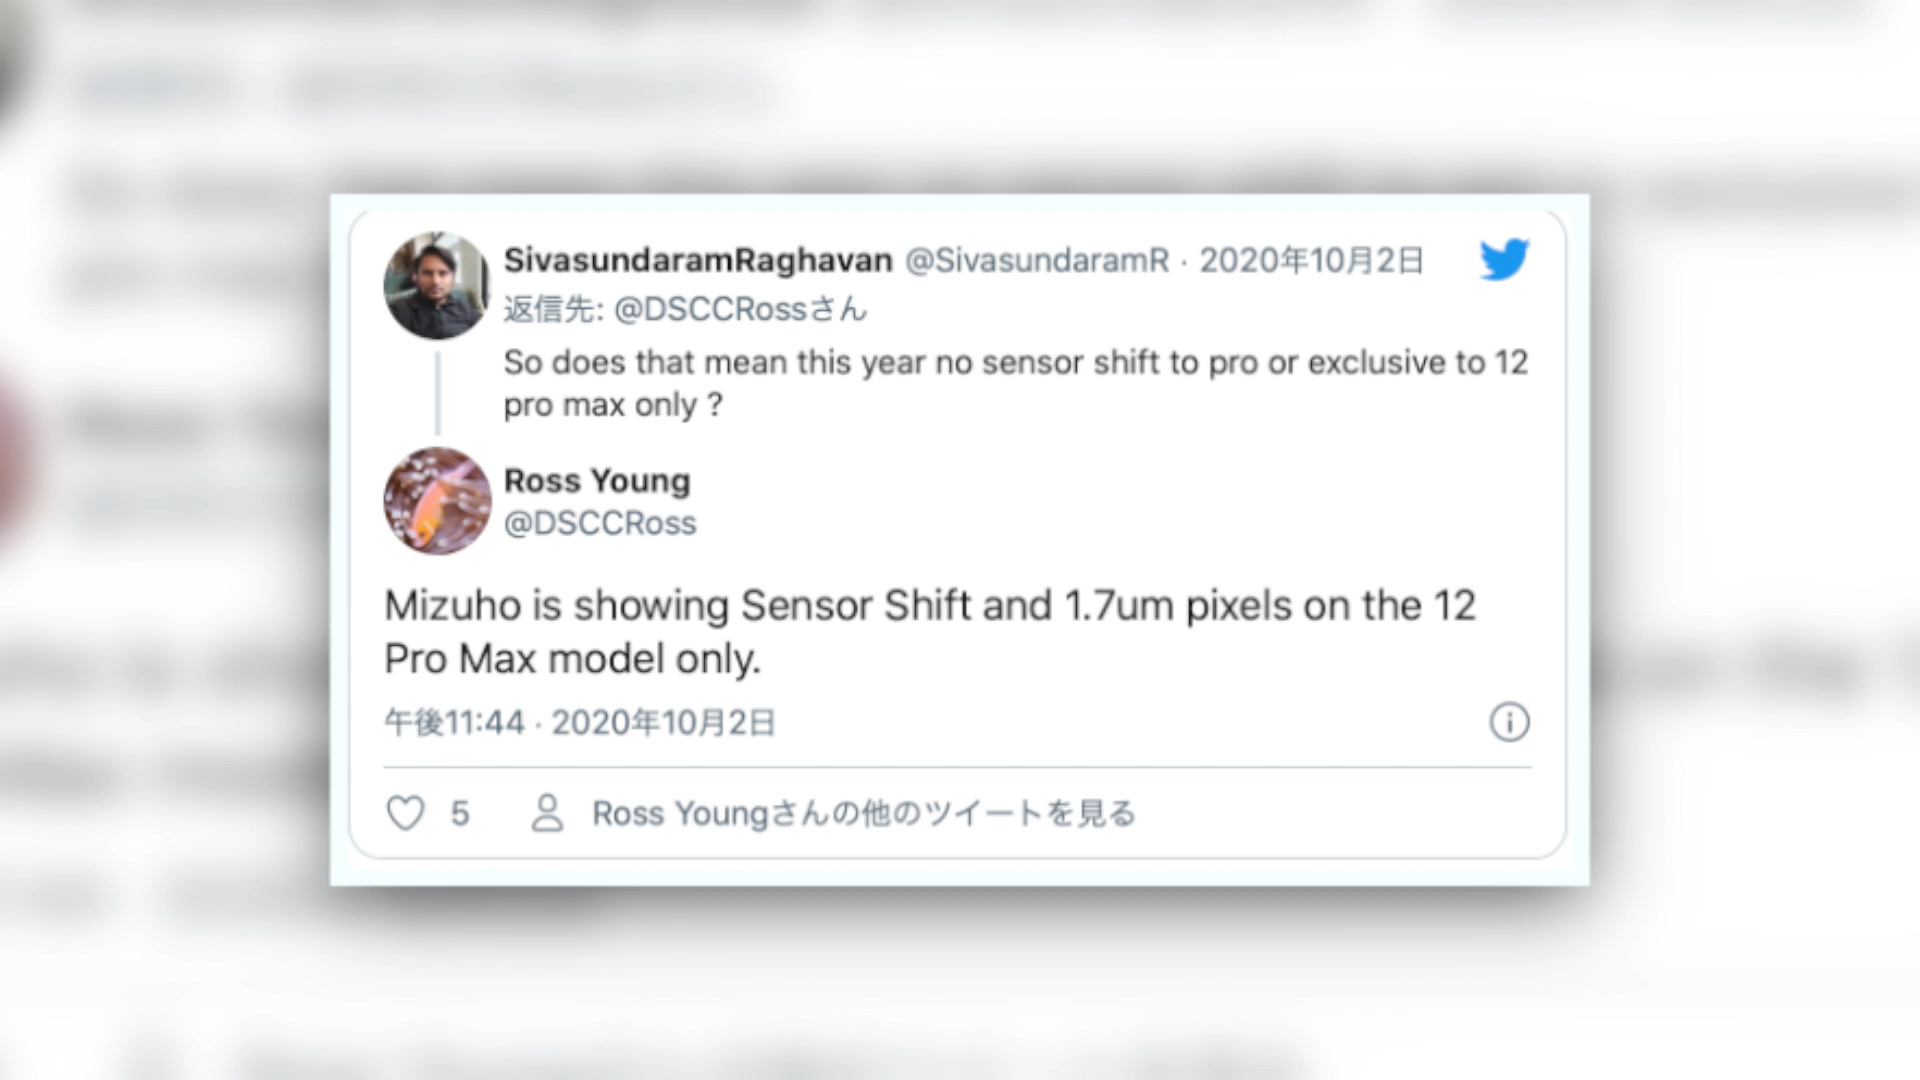 SivasundaramRaghavan @SivasundaramR · 2020年10月2日
返信先: @DSCCRossさん
So does that mean this year no sensor shift to pro or exclusive to 12
pro max only ?
Ross Young
@DSCCRoss
Mizuho is showing Sensor Shift and 1.7um pixels on the 12
Pro Max model only.
午後11:44 · 2020年10月2日
5
Ross Youngさんの他のツイートを見る